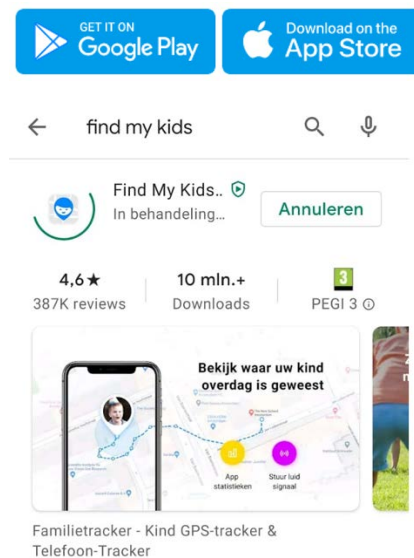 GET IT ON
Google Play
Download on the
App Store
find my kids
Find My Kids..
In behandeling...
Annuleren
4,6★
387K reviews
10 mln.+
Downloads
3
PEGI 3
Bekijk waar uw kind
overdag is geweest
App
statistieken
Stuur luid
signaal
Familietracker - Kind GPS-tracker &
Telefoon-Tracker